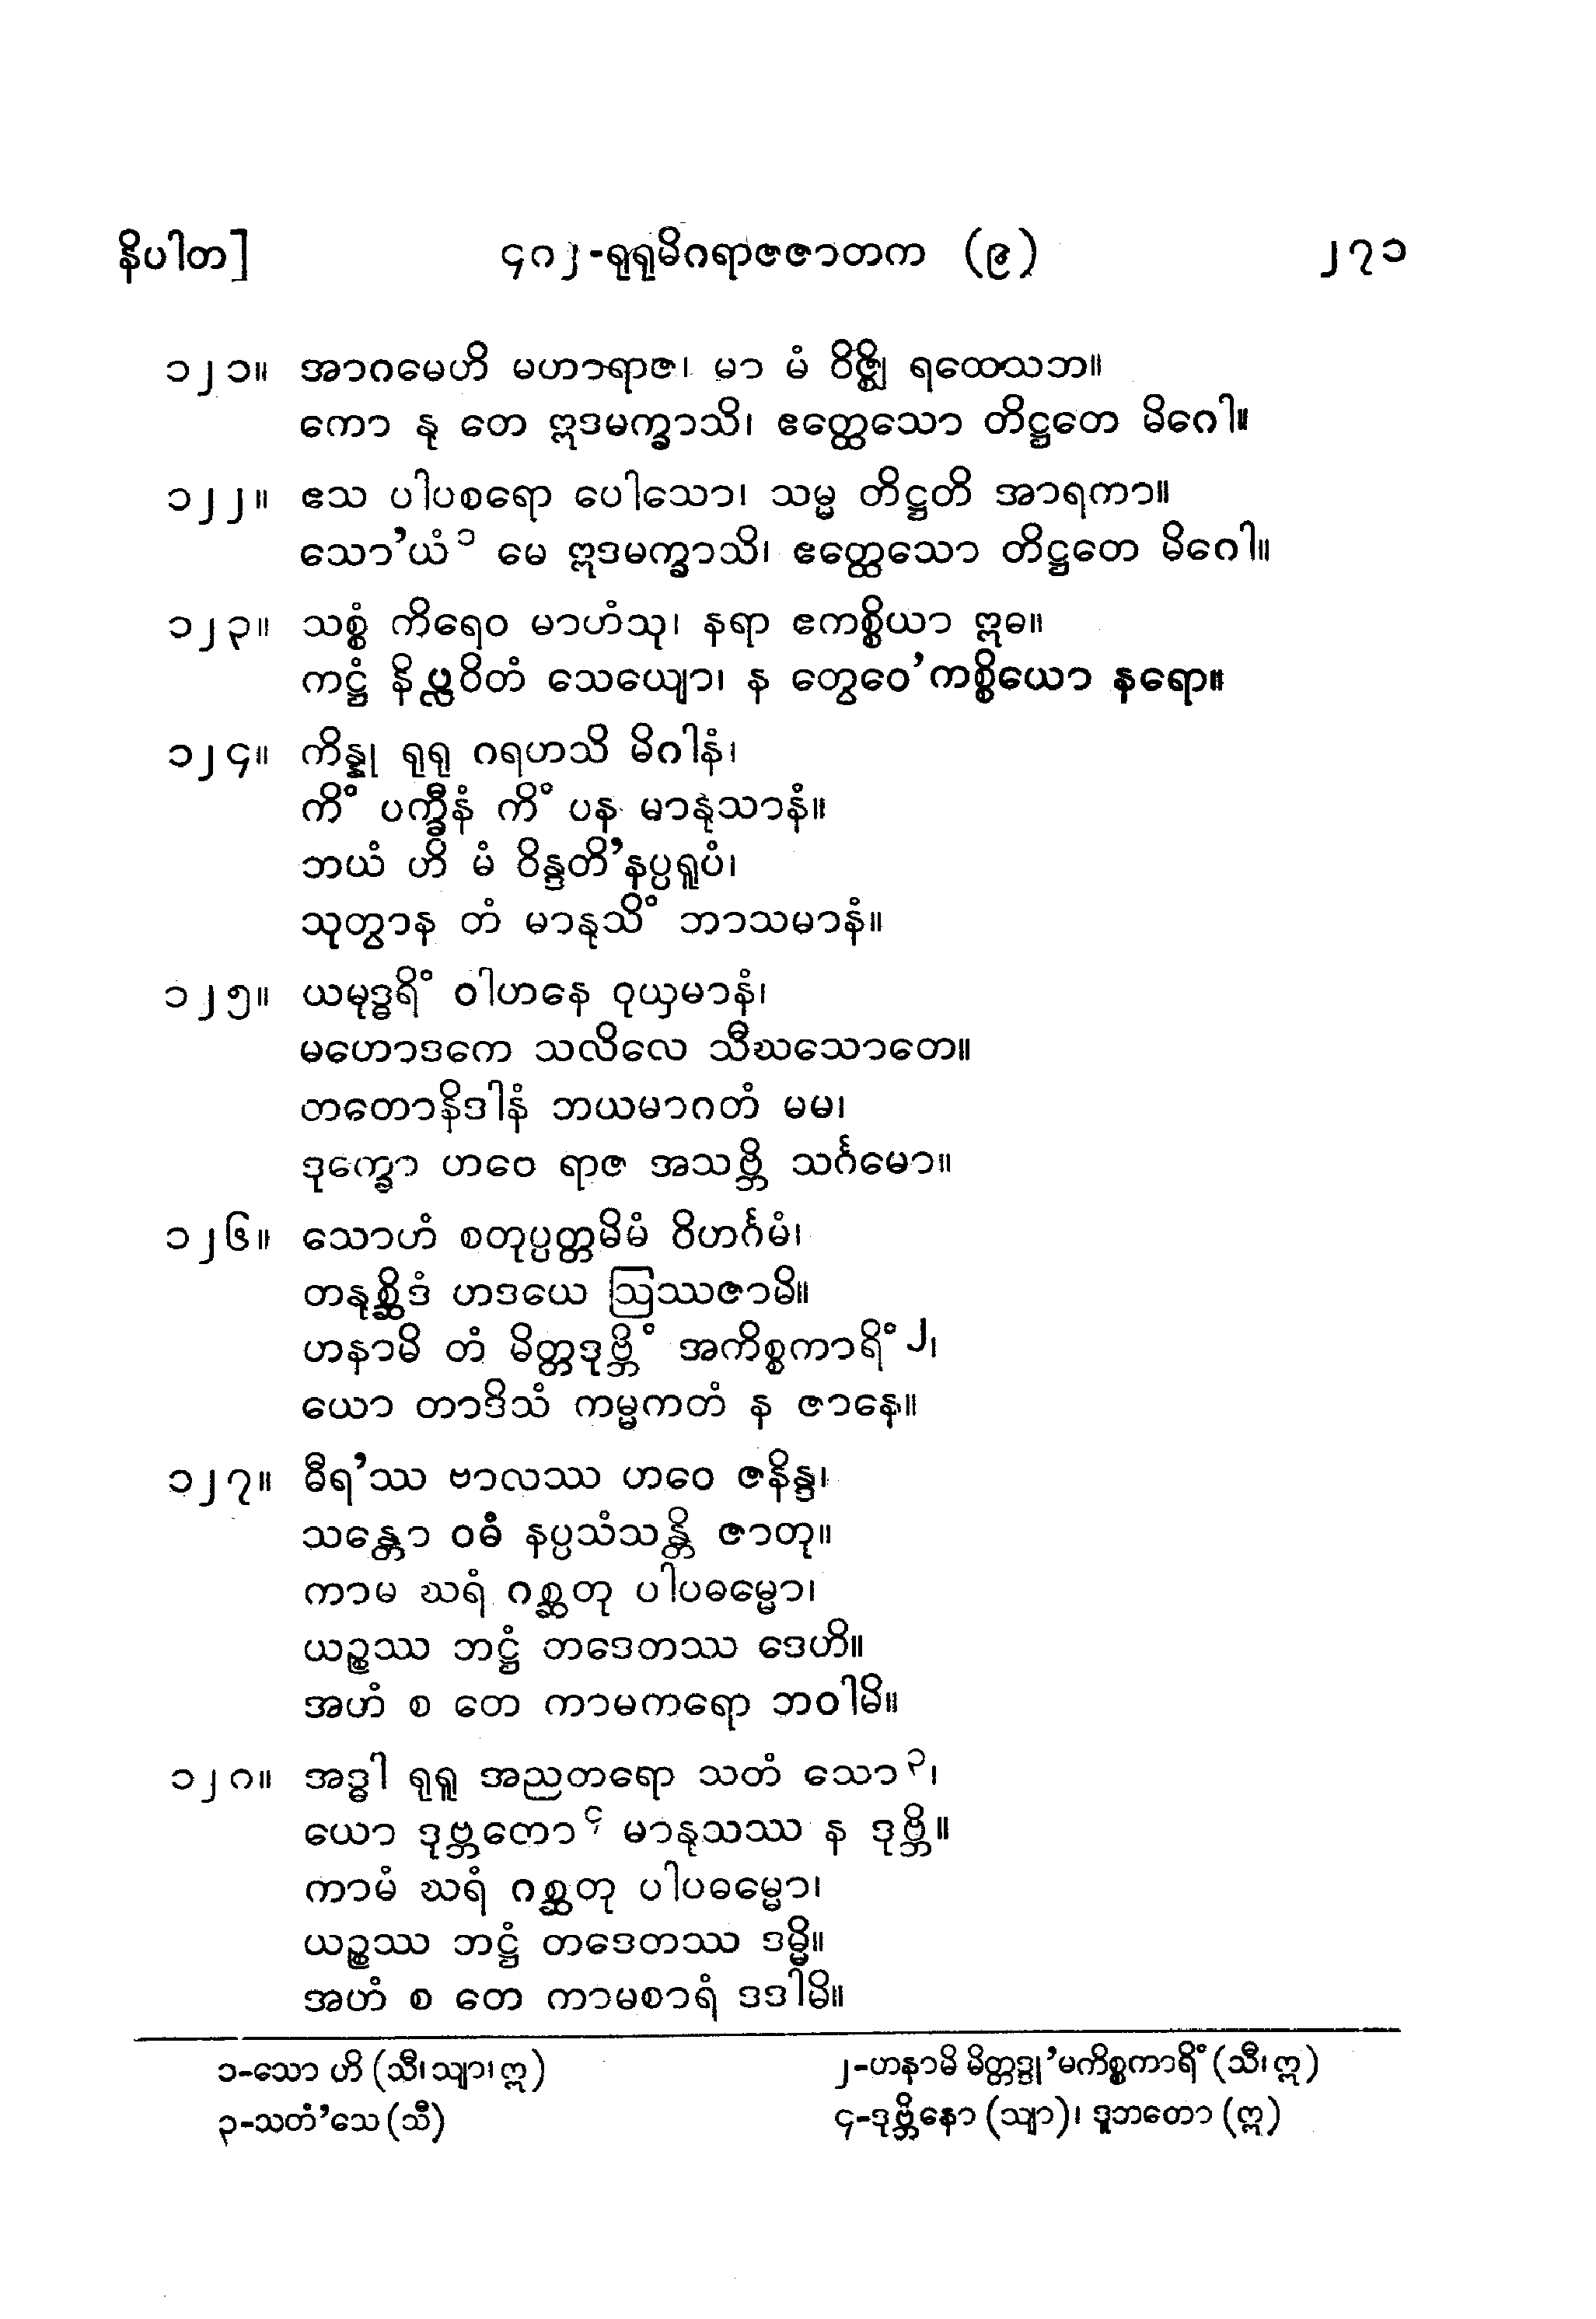 နိပါတ]
၄၈၂-ရုရုမိဂရာဇဇာတက (၉)
၂၇၁
၁၂၁။ အာဂမေဟိ မဟာရာဇ၊ မာ မံ ဝိဇ္ဈိ ရထေသဘ။
ကော နု တေ ဣဒမက္ခာသိ၊ ဧတ္ထေသော တိဋ္ဌတေ မိဂေါ။
၁၂၂။ ဧသ ပါပစရော ပေါသော၊ သမ္မ တိဋ္ဌတိ အာရကာ။
သော’ယံ၁ မေ ဣဒမက္ခာသိ၊ ဧတ္ထေသော တိဋ္ဌတေ မိဂေါ။
၁၂၃။ သစ္စံ ကိရေဝ မာဟံသု၊ နရာ ဧကစ္စိယာ ဣဓ။
ကဋ္ဌံ နိပ္လဝိတံ သေယျော၊ န တွေဝေ’ကစ္စိယော နရော။
၁၂၄။ ကိန္နု ရုရု ဂရဟသိ မိဂါနံ၊
ကိံ ပက္ခီနံ ကိံ ပန မာနုသာနံ။
ဘယံ ဟိ မံ ဝိန္ဒတိ’နပ္ပရူပံ၊
သုတွာန တံ မာနုသိံ ဘာသမာနံ။
၁၂၅။ ယမုဒ္ဓရိံ ဝါဟနေ ဝုယှမာနံ၊
မဟောဒကေ သလိလေ သီဃသောတေ။
တတောနိဒါနံ ဘယမာဂတံ မမ၊
ဒုက္ခော ဟဝေ ရာဇ အသဗ္ဘိ သင်္ဂမော။
၁၂၆။ သောဟံ စတုပ္ပတ္တမိမံ ဝိဟင်္ဂမံ၊
တနုစ္ဆိဒံ ဟဒယေ ဩဿဇာမိ။
ဟနာမိ တံ မိတ္တဒုဗ္ဘိံ အကိစ္စကာရိံ၂၊
ယော တာဒိသံ ကမ္မကတံ န ဇာနေ။
၁၂၇။ ဓီရ’ဿ ဗာလဿ ဟဝေ ဇနိန္ဒ၊
သန္တော ဝဓံ နပ္ပသံသန္တိ ဇာတု။
ကာမ ဃရံ ဂစ္ဆတု ပါပဓမ္မော၊
ယဉ္စဿ ဘဋ္ဌံ တဒေတဿ ဒေဟိ။
အဟံ စ တေ ကာမကရော ဘဝါမိ။
၁၂၈။ အဒ္ဓါ ရုရူ အညတရော သတံ သော၃၊
ယော ဒုဗ္ဘတော၄ မာနုသဿ န ဒုဗ္ဘိ။
ကာမံ ဃရံ ဂစ္ဆတု ပါပဓမ္မော၊
ယဉ္စဿ ဘဋ္ဌံ တဒေတဿ ဒမ္မိ။
အဟံ စ တေ ကာမစာရံ ဒဒါမိ။
၁-သော ဟိ (သီ၊ သျာ၊ ဣ)
၂-ဟနာမိ မိတ္တဒ္ဒု’မကိစ္စကာရိံ (သီ၊ ဣ)
၃-သတံ’သေ (သီ)
၄-ဒုဗ္ဘိနော (သျာ)၊ ဒူဘတော (ဣ)